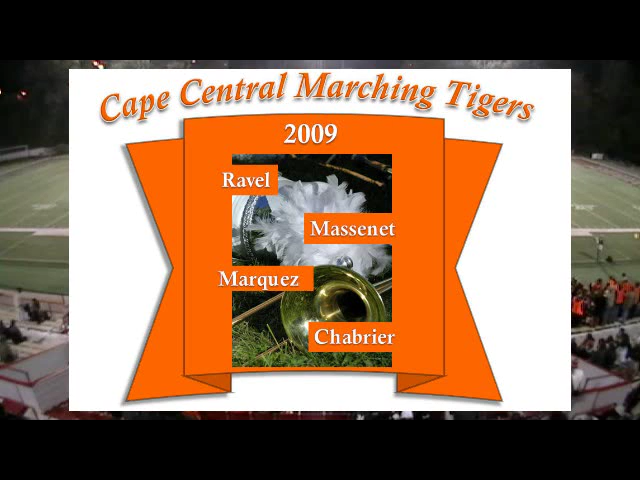 Cape Central Marching Tigers
2009
Ravel
Massenet
Marquez
Chabrier